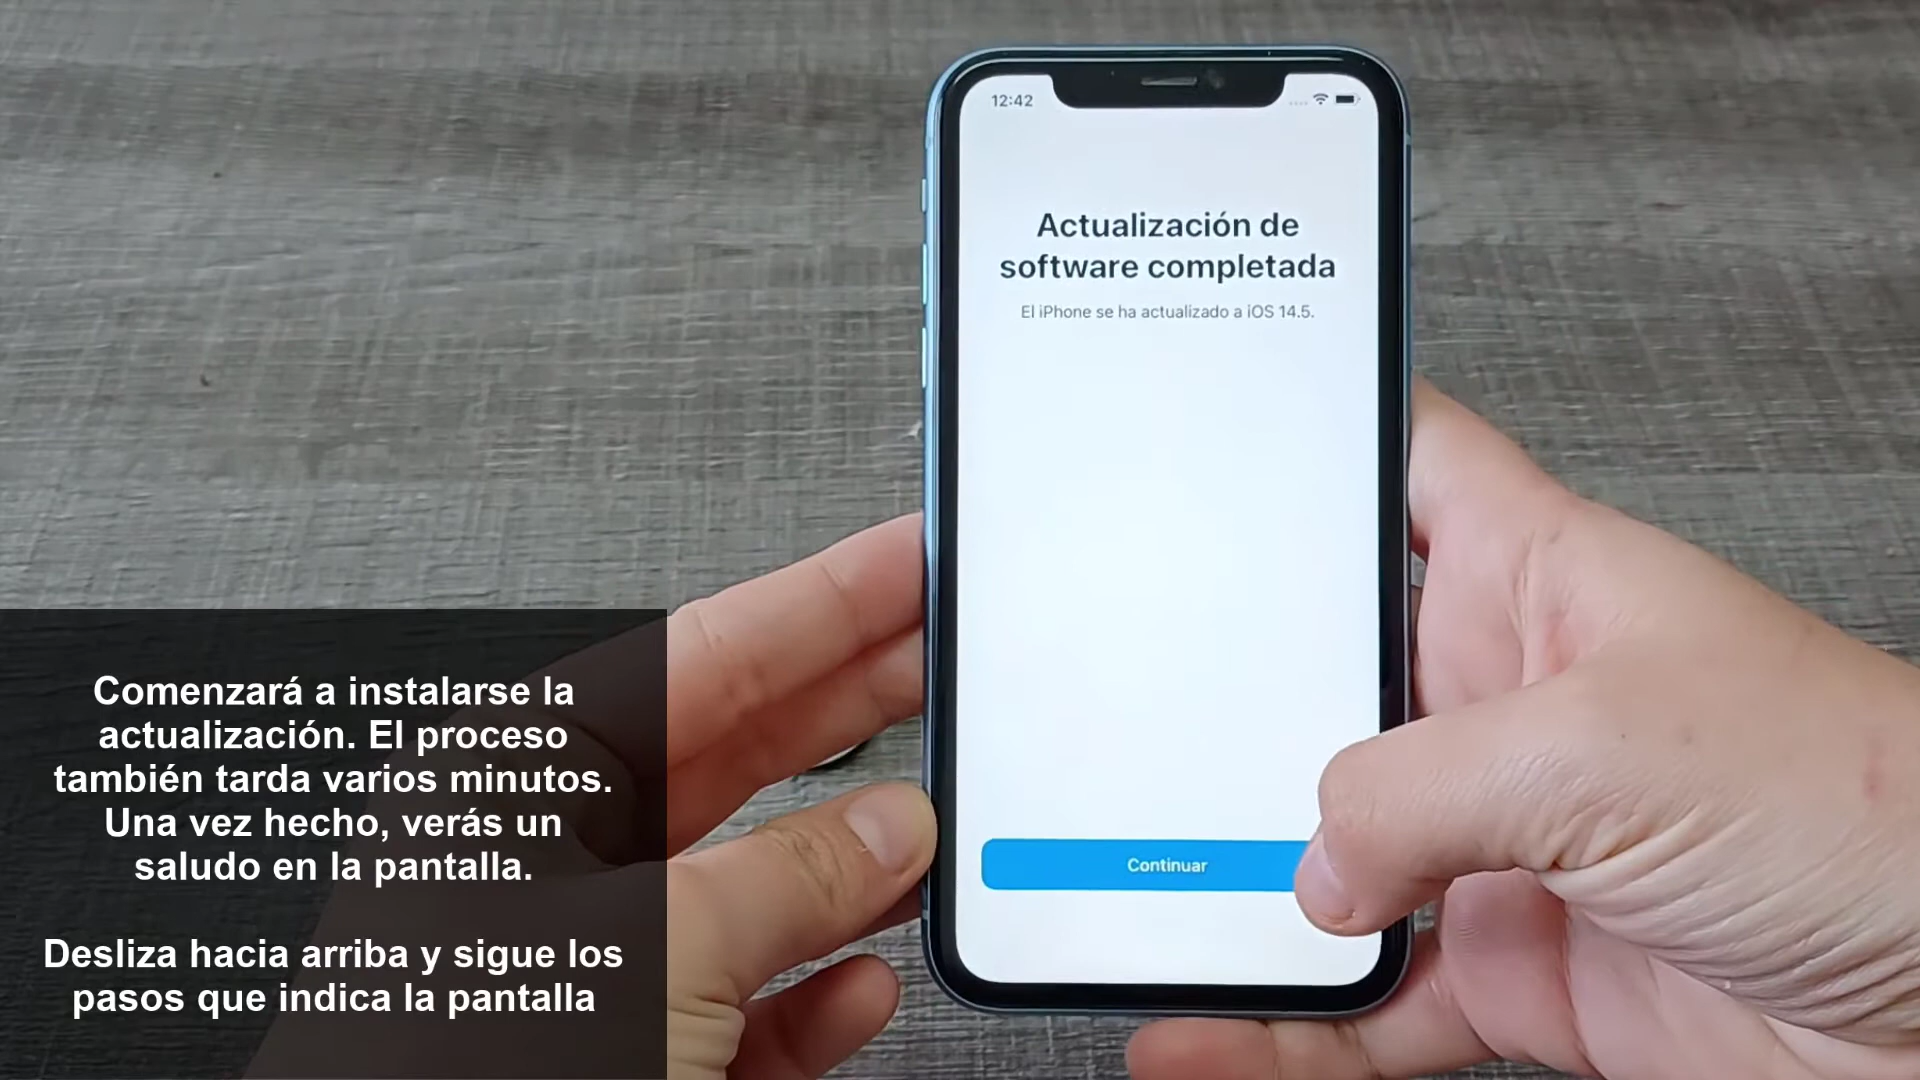 12:42
Actualización de
software completada
El iPhone se ha actualizado a iOS 14.5.
Continuar
Comenzará a instalarse la
actualización. El proceso
también tarda varios minutos.
Una vez hecho, verás un
saludo en la pantalla.
Desliza hacia arriba y sigue los
pasos que indica la pantalla